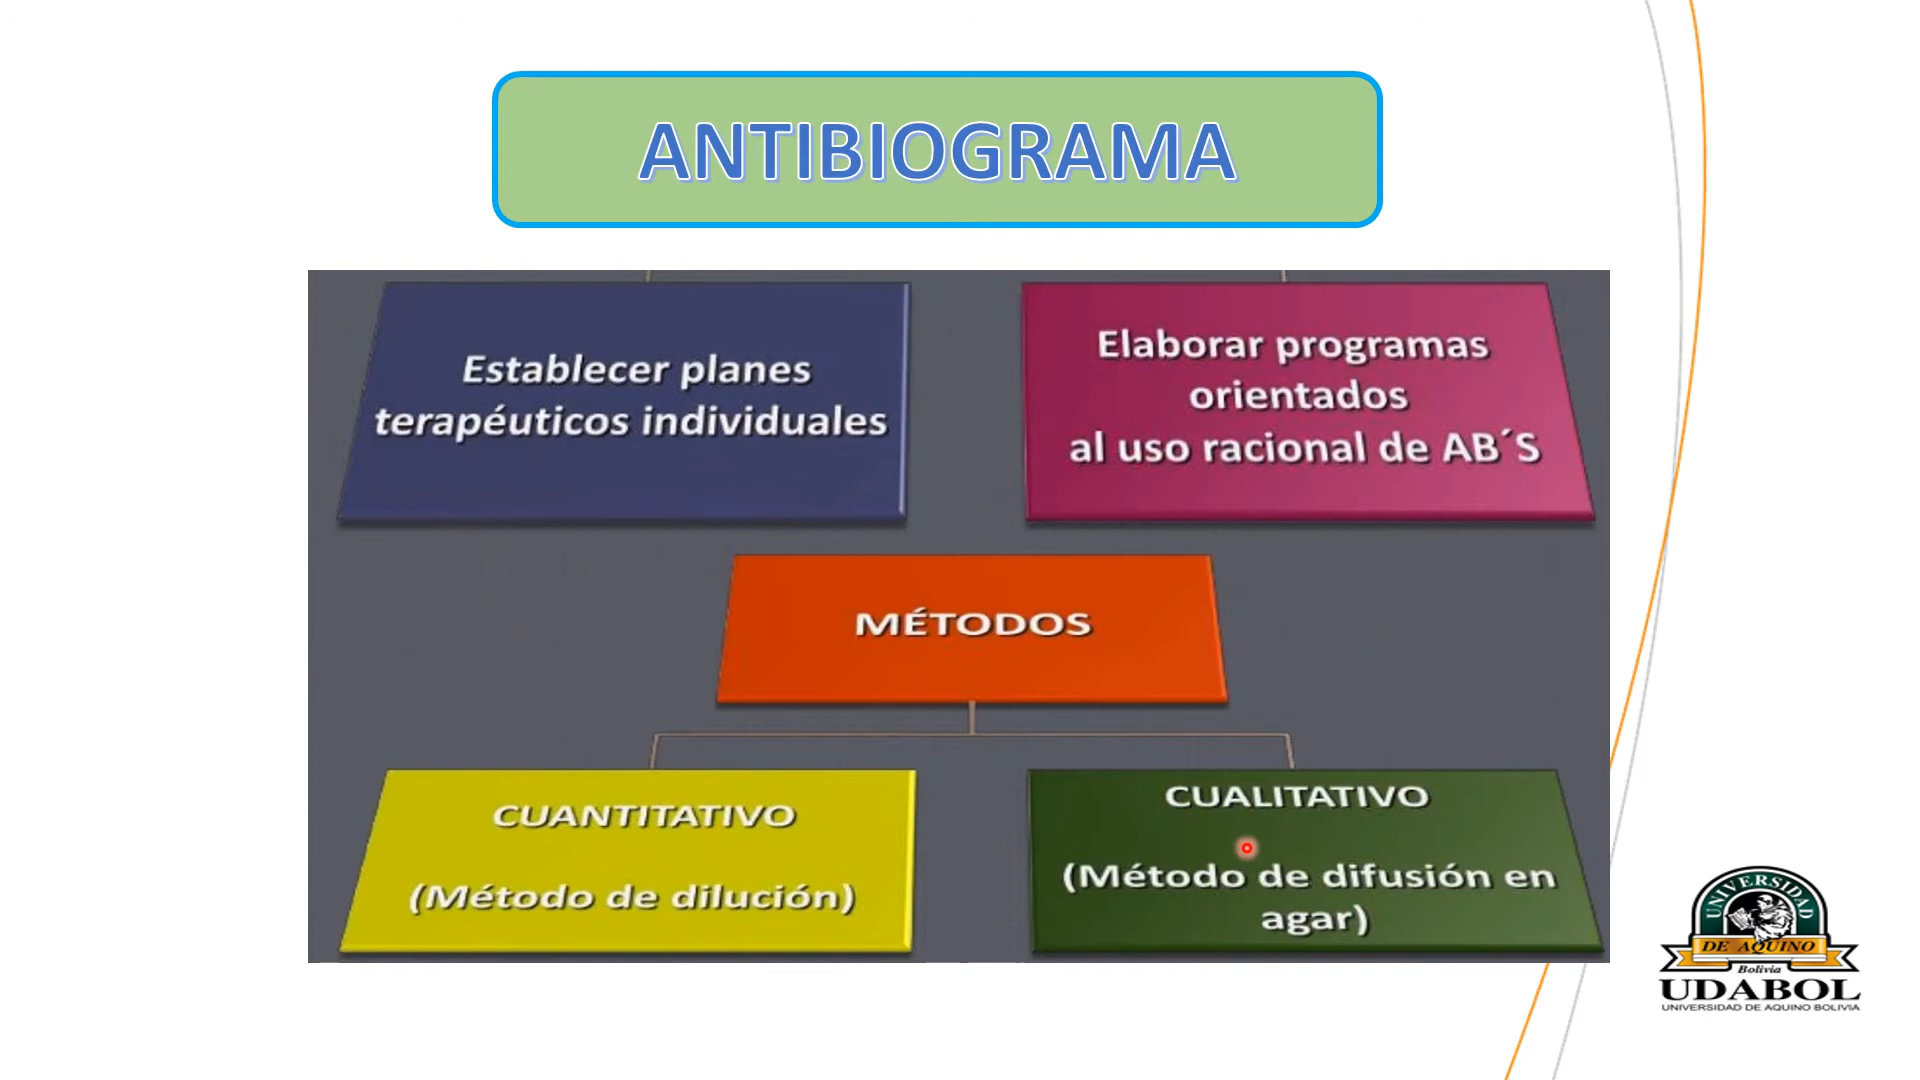 ANTIBIOGRAMA
Establecer planes
terapéuticos individuales
Elaborar programas
orientados
al uso racional de AB´S
MÉTODOS
CUANTITATIVO
(Método de dilución)
CUALITATIVO
(Método de difusión en
agar)
UNIVERSIDAD
DE AQUINO
Bolivia
UDABOL
UNIVERSIDAD DE AQUINO BOLIVIA